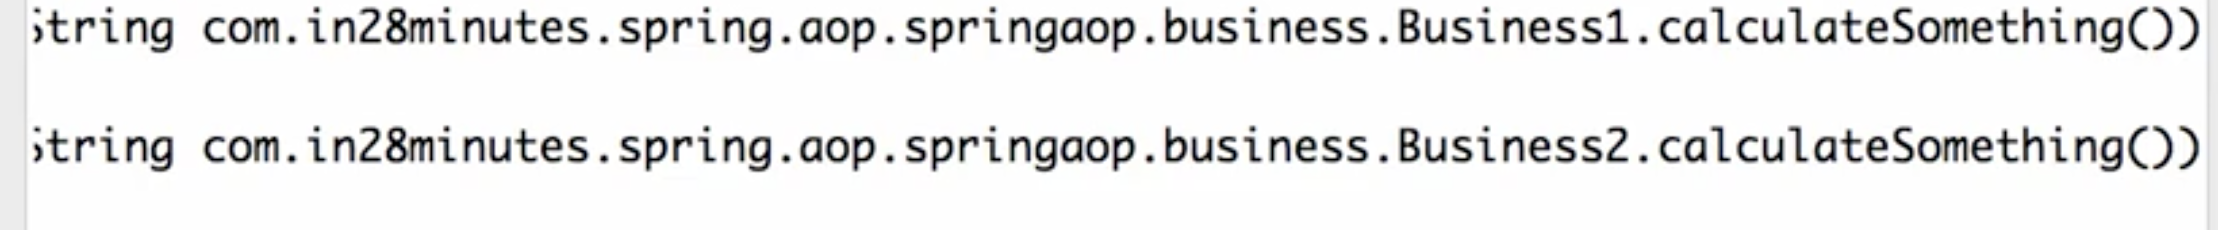 String com.in28minutes.spring.aop.springaop.business.Business1.calculateSomething())
String com.in28minutes.spring.aop.springaop.business.Business2.calculateSomething())